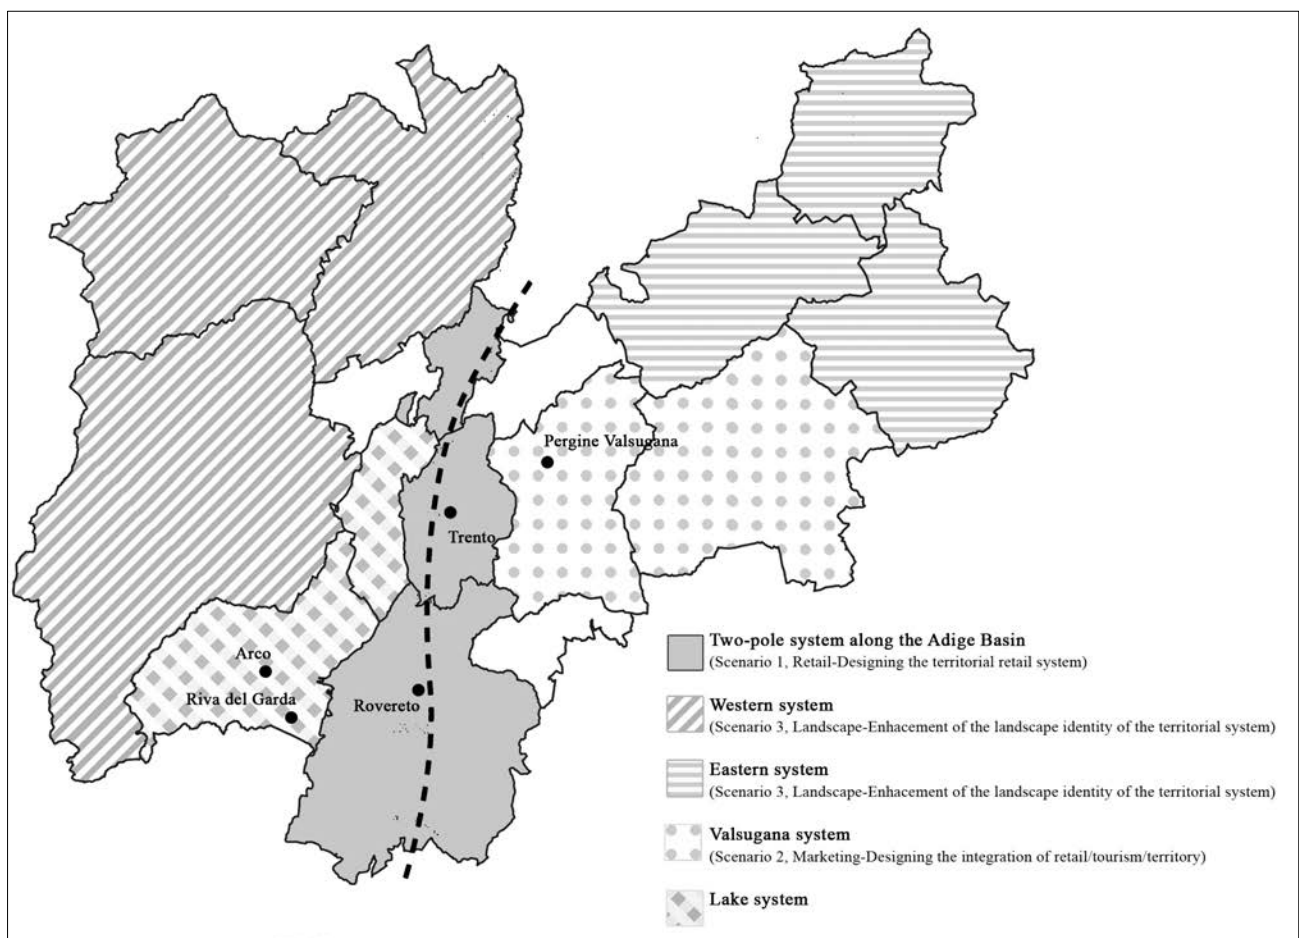 Pergine Valsugana
Trento
Arco
Riva del Garda
Rovereto
Two-pole system along the Adige Basin
(Scenario 1, Retail-Designing the territorial retail system)
Western system
(Scenario 3, Landscape-Enhacement of the landscape identity of the territorial system)
Eastern system
(Scenario 3, Landscape-Enhacement of the landscape identity of the territorial system)
Valsugana system
(Scenario 2, Marketing-Designing the integration of retail/tourism/territory)
Lake system